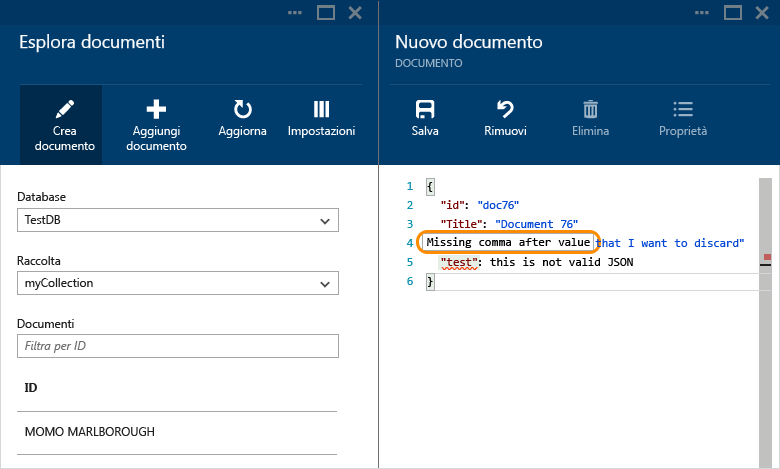 Esplora documenti
Crea documento
Aggiungi documento
Aggiorna
Impostazioni
Database
TestDB
Raccolta
myCollection
Documenti
Filtra per ID
ID
MOMO MARLBOROUGH
Nuovo documento
DOCUMENTO
Salva
Rimuovi
Elimina
Proprietà
1 {
2 "id": "doc76"
3 "Title": "Document 76"
4 Missing comma after value that I want to discard"
5 "test": this is not valid JSON
6 }